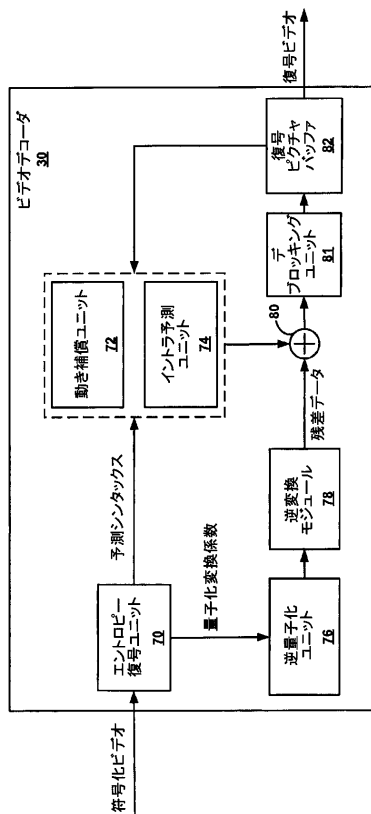 ビデオデコーダ
30
符号化ビデオ
エントロピー
復号ユニット
70
予測シンタックス
量子化変換係数
動き補償ユニット
72
イントラ予測
ユニット
74
逆量子化
ユニット
76
逆変換
モジュール
78
残差データ
80
デ
ブロッキング
ユニット
81
復号
ピクチャ
バッファ
82
復号ビデオ